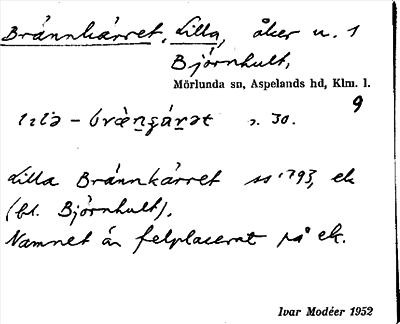 Brännkärret, Lilla, åker u. 1
Björnhult,
Mörlunda sn, Aspelands hd, Klm. l.
9
30.
Lilla Brännkärret 1793, ek
(bl. Björnhult).
Namnet är felplacerat på ek.
Ivar Modéer 1952